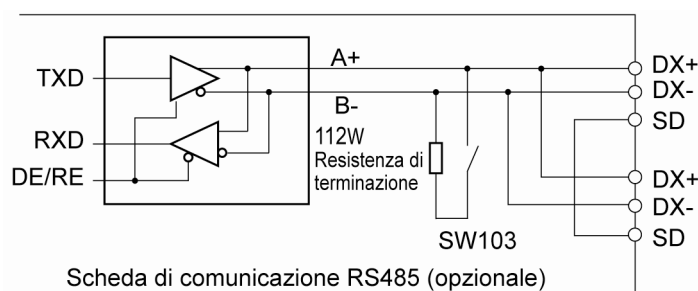 TXD
RXD
DE/RE
A+
B-
112W
Resistenza di
terminazione
SW103
DX+
DX-
SD
DX+
DX-
SD
Scheda di comunicazione RS485 (opzionale)